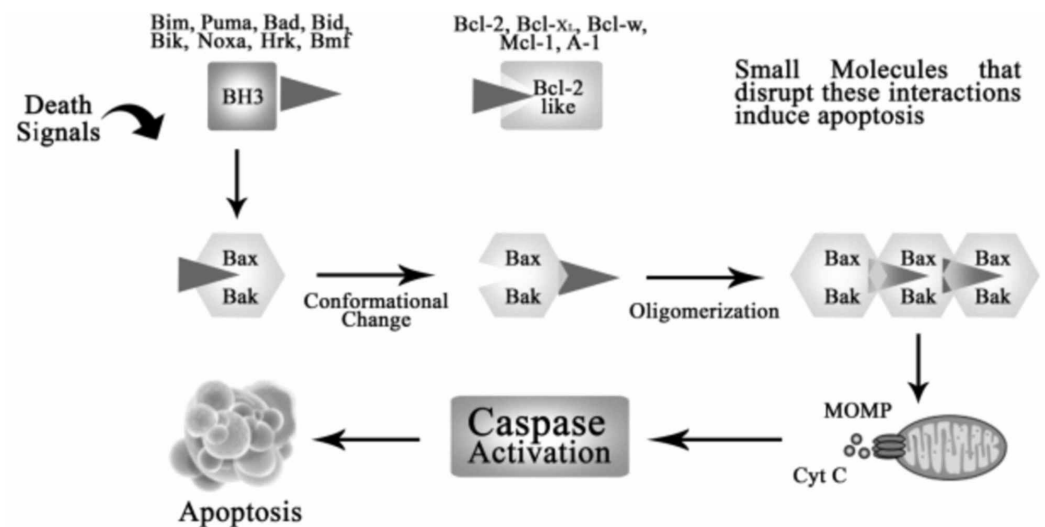 Bim, Puma, Bad, Bid,
Bik, Noxa, Hrk, Bmf
Bcl-2, Bcl-XL, Bcl-w,
Mcl-1, A-1
Death
Signals
BH3
Bcl-2
like
Small Molecules that
disrupt these interactions
induce apoptosis
Bax
Bak
Conformational
Change
Bax
Bak
Oligomerization
Bax
Bak
Bax
Bak
Bax
Bak
MOMP
Cyt C
Caspase
Activation
Apoptosis